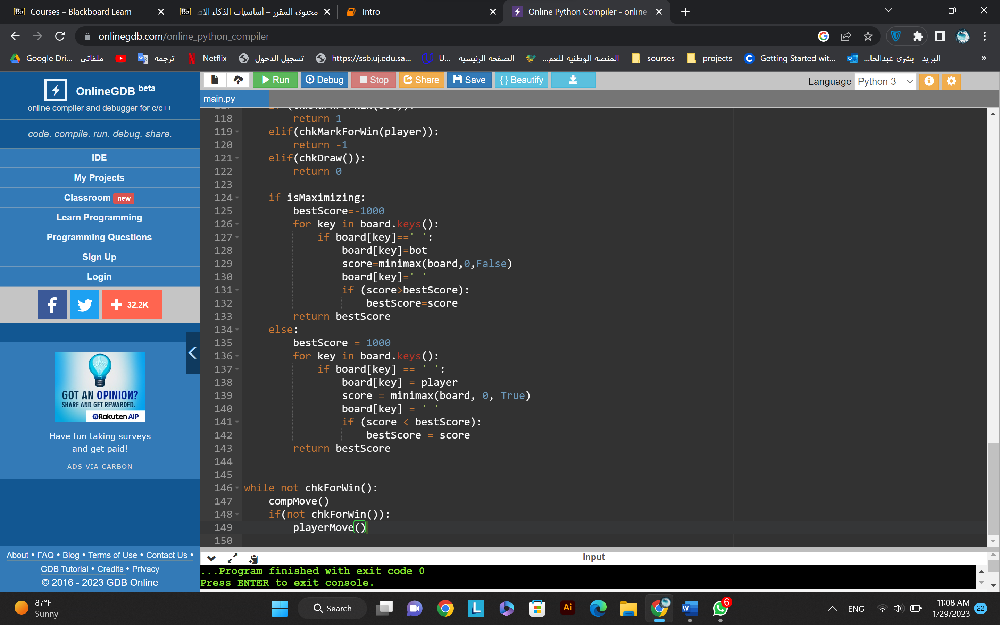 Courses – Blackboard Learn
محتوى المقرر – أساسيات الذكاء الاص
Intro
Online Python Compiler - online
onlinegdb.com/online_python_compiler
Google Dri... - ملفاتي
ترجمة
Netflix
تسجيل الدخول
https://ssb.uj.edu.sa...
U... - الصفحة الرئيسية
المنصة الوطنية للعم...
sourses
projects
Getting Started wit...
البريد - بشرى عبدالخا...
»
OnlineGDB beta
online compiler and debugger for c/c++
code. compile. run. debug. share.
IDE
My Projects
Classroom new
Learn Programming
Programming Questions
Sign Up
Login
f
+ 32.2K
idea
GOT AN OPINION?
SHARE AND GET REWARDED.
Rakuten AIP
Have fun taking surveys
and get paid!
ADS VIA CARBON
About • FAQ • Blog • Terms of Use • Contact Us •
GDB Tutorial • Credits • Privacy
© 2016 - 2023 GDB Online
Run Debug Stop Share Save { } Beautify
Language Python 3
main.py
118 return 1
119 elif(chkMarkForWin(player)):
120 return -1
121 elif(chkDraw()):
122 return 0
123
124 if isMaximizing:
125 bestScore=-1000
126 for key in board.keys():
127 if board[key]==' ':
128 board[key]=bot
129 score=minimax(board,0,False)
130 board[key]=' '
131 if (score>bestScore):
132 bestScore=score
133 return bestScore
134 else:
135 bestScore = 1000
136 for key in board.keys():
137 if board[key] == ' ':
138 board[key] = player
139 score = minimax(board, 0, True)
140 board[key] = ' '
141 if (score < bestScore):
142 bestScore = score
143 return bestScore
144
145
146 while not chkForWin():
147 compMove()
148 if(not chkForWin()):
149 playerMove()
150
input
...Program finished with exit code 0
Press ENTER to exit console.
87°F
Sunny
Search
L
Ai
W
6
ENG
11:08 AM
1/29/2023
22